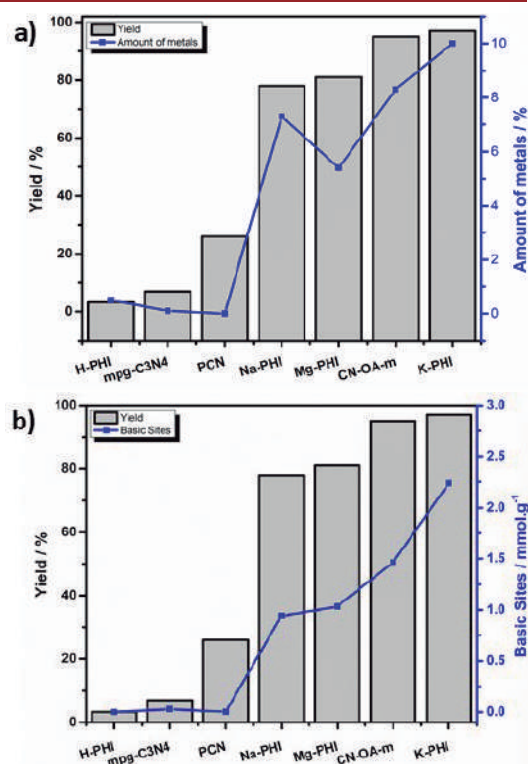 a)
Yield
Amount of metals
100
80
60
40
20
0
Yield / %
10
8
6
4
2
0
Amount of metals / %
H-PHI
mpg-C3N4
PCN
Na-PHI
Mg-PHI
CN-OA-m
K-PHI
b)
Yield
Basic Sites
100
80
60
40
20
0
Yield / %
3.0
2.5
2.0
1.5
1.0
0.5
0.0
Basic Sites / mmol.g⁻¹
H-PHI
mpg-C3N4
PCN
Na-PHI
Mg-PHI
CN-OA-m
K-PHI